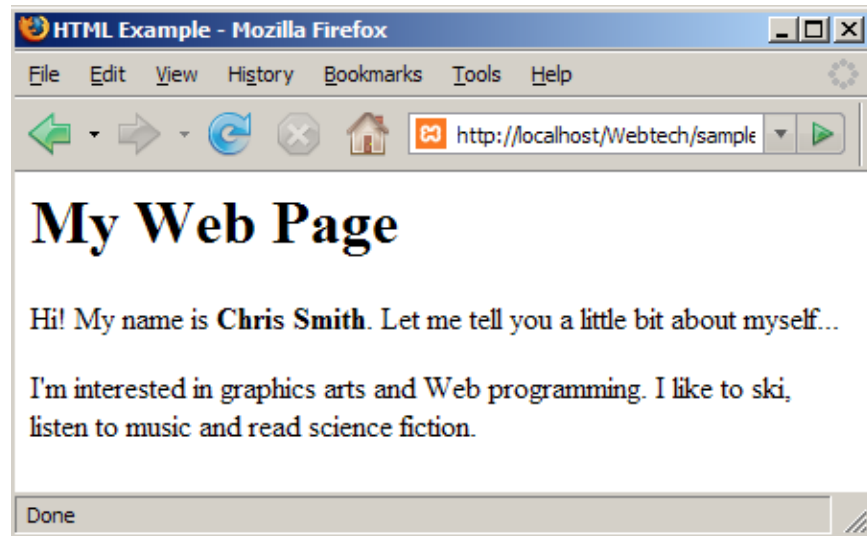 HTML Example - Mozilla Firefox
File Edit View History Bookmarks Tools Help
http://localhost/Webtech/sample
My Web Page
Hi! My name is Chris Smith. Let me tell you a little bit about myself...
I'm interested in graphics arts and Web programming. I like to ski,
listen to music and read science fiction.
Done